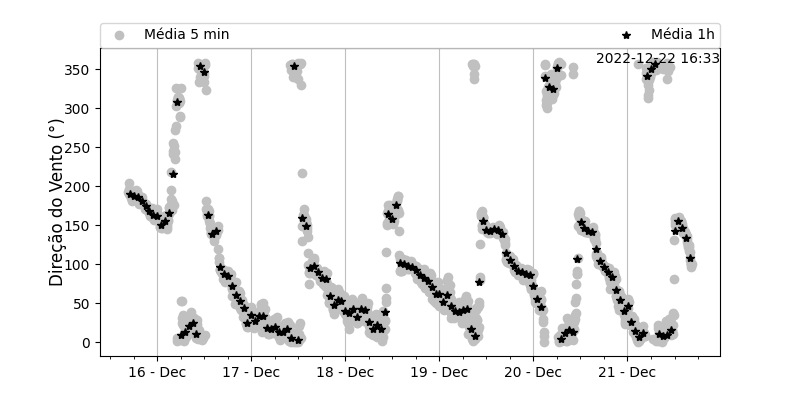 Média 5 min
Média 1h
2022-12-22 16:33
Direção do Vento (°)
350
300
250
200
150
100
50
0
16 - Dec
17 - Dec
18 - Dec
19 - Dec
20 - Dec
21 - Dec